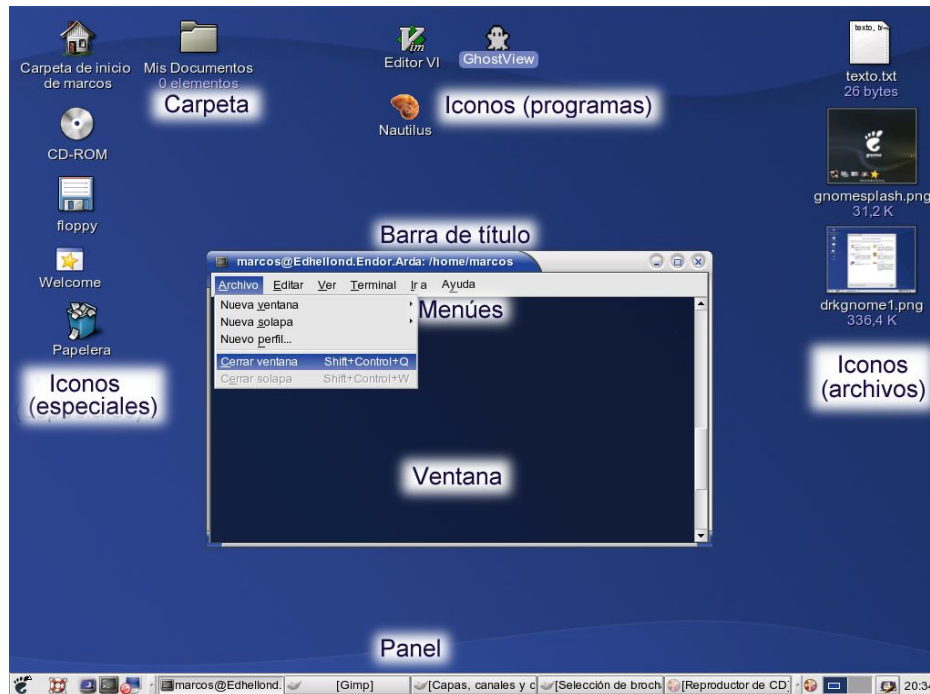 Carpeta de inicio
de marcos
Mis Documentos
0 elementos
Carpeta
Editor VI
GhostView
Iconos (programas)
Nautilus
texto, tr
texto.txt
26 bytes
CD-ROM
gnomesplash.png
31,2 K
floppy
Welcome
Papelera
Iconos
(especiales)
drkgnome1.png
336,4 K
Iconos
(archivos)
Barra de título
marcos@Edhellond.Endor.Arda: /home/marcos
Archivo Editar Ver Terminal Ir a Ayuda
Menúes
Nueva ventana
Nueva solapa
Nuevo perfil...
Cerrar ventana Shift+Control+Q
Cerrar solapa Shift+Control+W
Ventana
Panel
marcos@Edhellond. [Gimp] [Capas, canales y c [Selección de broch [Reproductor de CD] 20:34